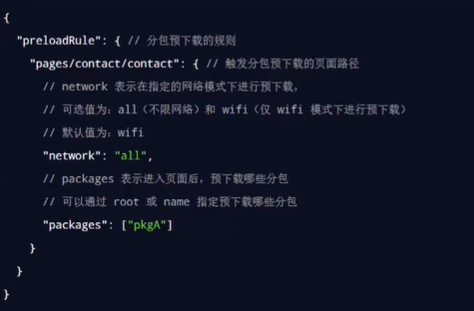 {
"preloadRule": { // 分包预下载的规则
"pages/contact/contact": { // 触发分包预下载的页面路径
// network 表示在指定的网络模式下进行预下载，
// 可选值为：all（不限网络）和 wifi（仅 wifi 模式下进行预下载）
// 默认值为：wifi
"network": "all",
// packages 表示进入页面后，预下载哪些分包
// 可以通过 root 或 name 指定预下载哪些分包
"packages": ["pkgA"]
}
}
}